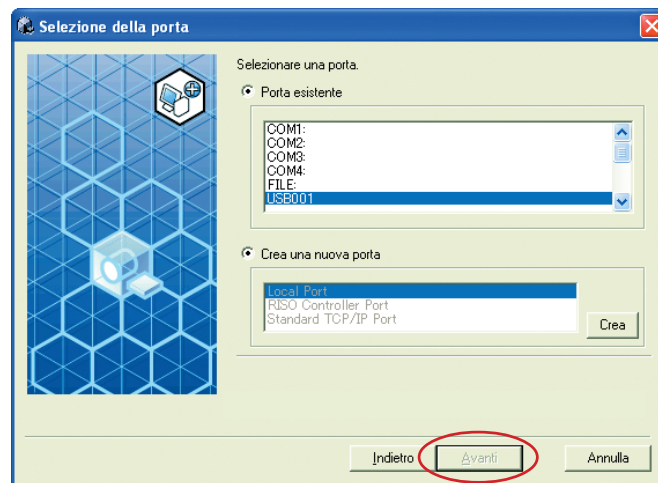 Selezione della porta
Selezionare una porta.
Porta esistente
COM1:
COM2:
COM3:
COM4:
FILE:
USB001
Crea una nuova porta
Local Port
RISO Controller Port
Standard TCP/IP Port
Crea
Indietro
Avanti
Annulla